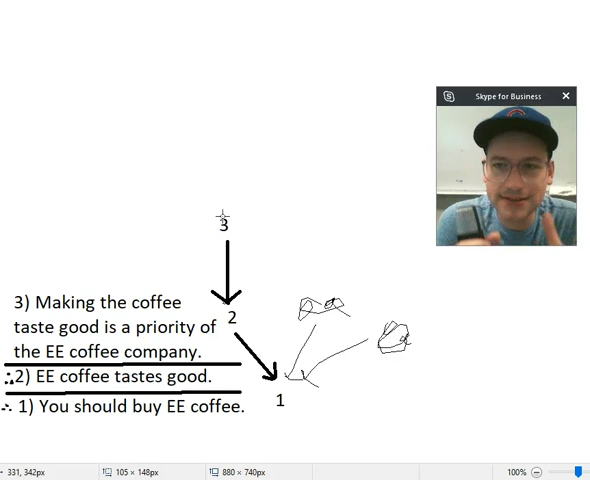 Skype for Business
3
3) Making the coffee
taste good is a priority of
the EE coffee company.
2
∴2) EE coffee tastes good.
∴ 1) You should buy EE coffee.
1
331, 342px
105 × 148px
880 × 740px
100%